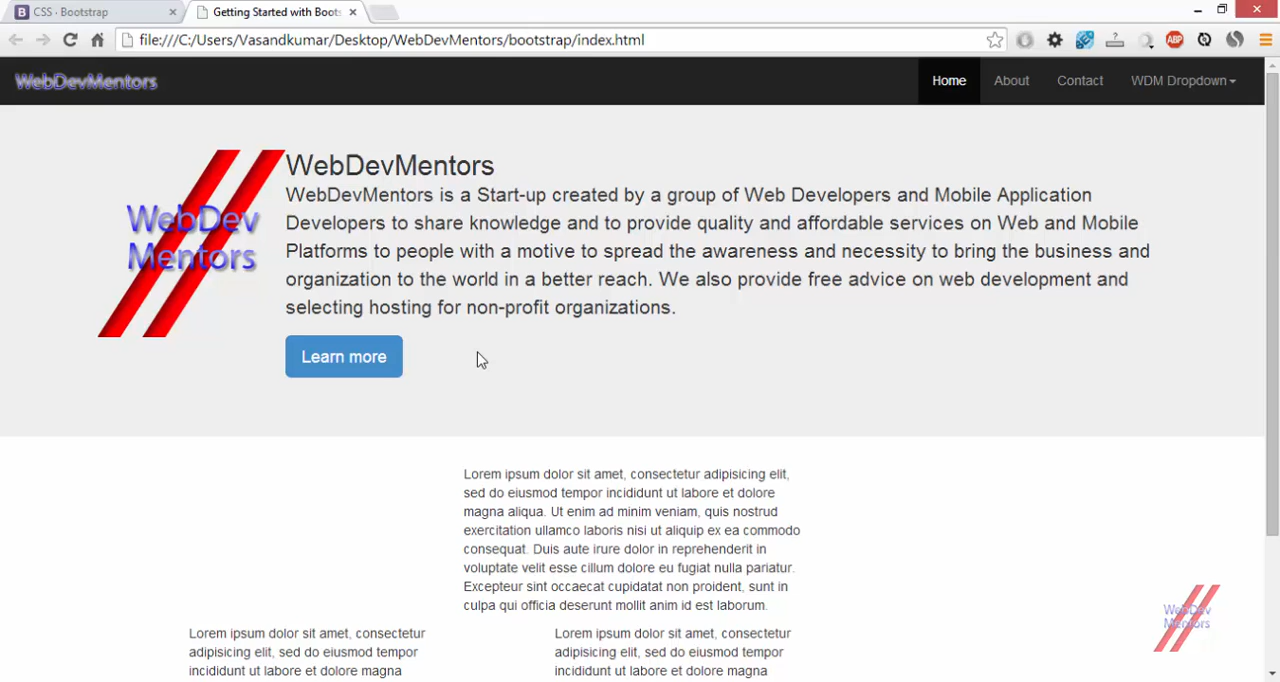 CSS · Bootstrap
Getting Started with Boots
file:///C:/Users/Vasandkumar/Desktop/WebDevMentors/bootstrap/index.html
ABP
WebDevMentors
Home
About
Contact
WDM Dropdown
WebDev
Mentors
WebDevMentors
WebDevMentors is a Start-up created by a group of Web Developers and Mobile Application
Developers to share knowledge and to provide quality and affordable services on Web and Mobile
Platforms to people with a motive to spread the awareness and necessity to bring the business and
organization to the world in a better reach. We also provide free advice on web development and
selecting hosting for non-profit organizations.
Learn more
Lorem ipsum dolor sit amet, consectetur adipisicing elit,
sed do eiusmod tempor incididunt ut labore et dolore
magna aliqua. Ut enim ad minim veniam, quis nostrud
exercitation ullamco laboris nisi ut aliquip ex ea commodo
consequat. Duis aute irure dolor in reprehenderit in
voluptate velit esse cillum dolore eu fugiat nulla pariatur.
Excepteur sint occaecat cupidatat non proident, sunt in
culpa qui officia deserunt mollit anim id est laborum.
Lorem ipsum dolor sit amet, consectetur
adipisicing elit, sed do eiusmod tempor
incididunt ut labore et dolore magna
Lorem ipsum dolor sit amet, consectetur
adipisicing elit, sed do eiusmod tempor
incididunt ut labore et dolore magna
WebDev
Mentors